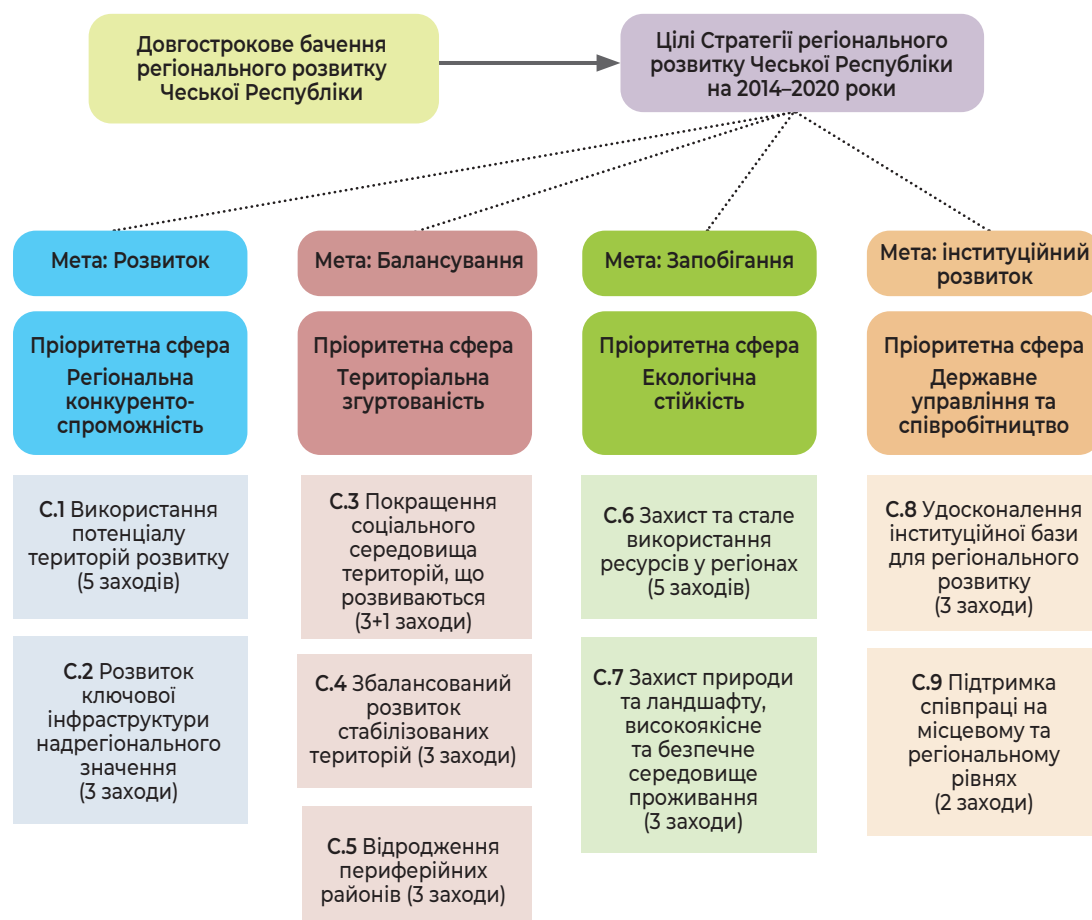 Довгострокове бачення
регіонального розвитку
Чеської Республіки
Цілі Стратегії регіонального
розвитку Чеської Республіки
на 2014–2020 роки
Мета: Розвиток
Пріоритетна сфера
Регіональна
конкуренто-
спроможність
С.1 Використання
потенціалу
територій розвитку
(5 заходів)
С.2 Розвиток
ключової
інфраструктури
надрегіонального
значення
(3 заходи)
Мета: Балансування
Пріоритетна сфера
Територіальна
згуртованість
С.3 Покращення
соціального
середовища
територій, що
розвиваються
(3+1 заходи)
С.4 Збалансований
розвиток
стабілізованих
територій (3 заходи)
С.5 Відродження
периферійних
районів (3 заходи)
Мета: Запобігання
Пріоритетна сфера
Екологічна
стійкість
С.6 Захист та стале
використання
ресурсів у регіонах
(5 заходів)
С.7 Захист природи
та ландшафту,
високоякісне
та безпечне
середовище
проживання
(3 заходи)
Мета: інституційний
розвиток
Пріоритетна сфера
Державне
управління та
співробітництво
С.8 Удосконалення
інституційної бази
для регіонального
розвитку
(3 заходи)
С.9 Підтримка
співпраці на
місцевому та
регіональному
рівнях
(2 заходи)